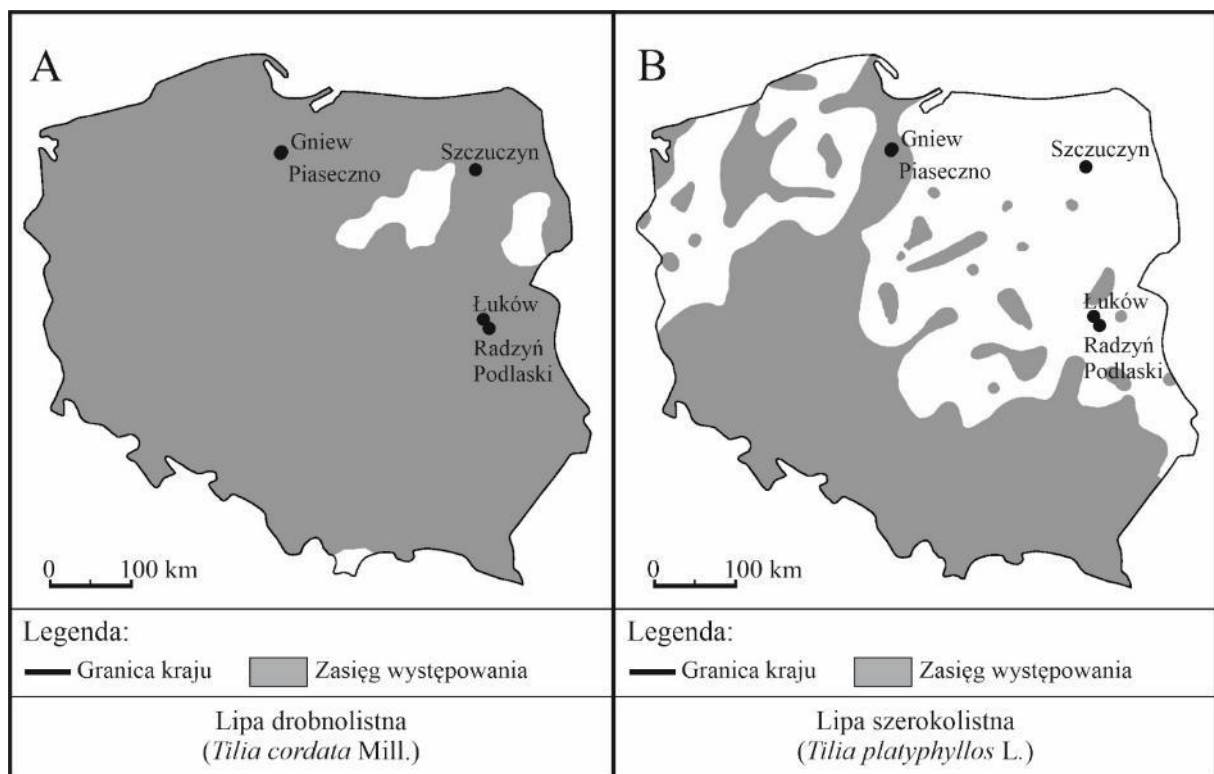 A
Gniew
Piaseczno
Szczuczyn
Łuków
Radzyń
Podlaski
0 100 km
Legenda:
Granica kraju Zasięg występowania
Lipa drobnolistna
(Tilia cordata Mill.)
B
Gniew
Piaseczno
Szczuczyn
Łuków
Radzyń
Podlaski
0 100 km
Legenda:
Granica kraju Zasięg występowania
Lipa szerokolistna
(Tilia platyphyllos L.)